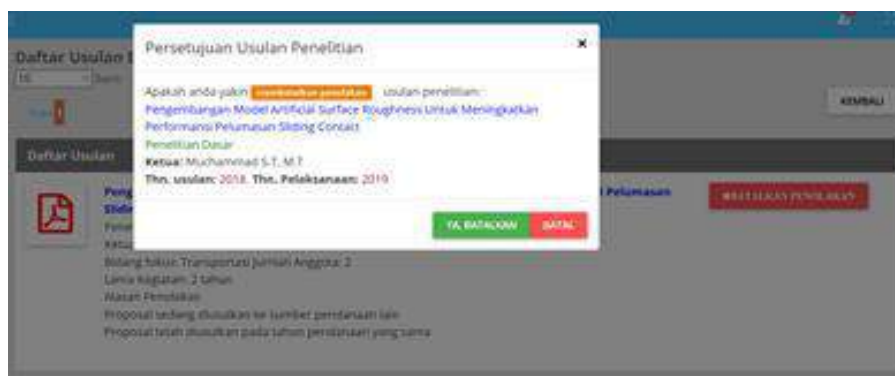 Daftar Usulan
Persetujuan Usulan Penelitian
×
Apakah anda yakin membatalkan penolakan usulan penelitian:
Pengembangan Model Artificial Surface Roughness Untuk Meningkatkan
Performansi Pelumasan Sliding Contact
Penelitian Dasar
Ketua: Muchammad S.T, M.T
Thn. usulan: 2018 Thn. Pelaksanaan: 2019
YA, BATALKAN BATAL
KEMBALI
Daftar Usulan
Pelumasan
BATALKAN PENOLAKAN
Bidang fokus: Transportasi Jumlah Anggota: 2
Lama Kegiatan: 2 tahun
Alasan Penolakan
Proposal sedang diusulkan ke sumber pendanaan lain
Proposal telah diusulkan pada tahun pendanaan yang sama